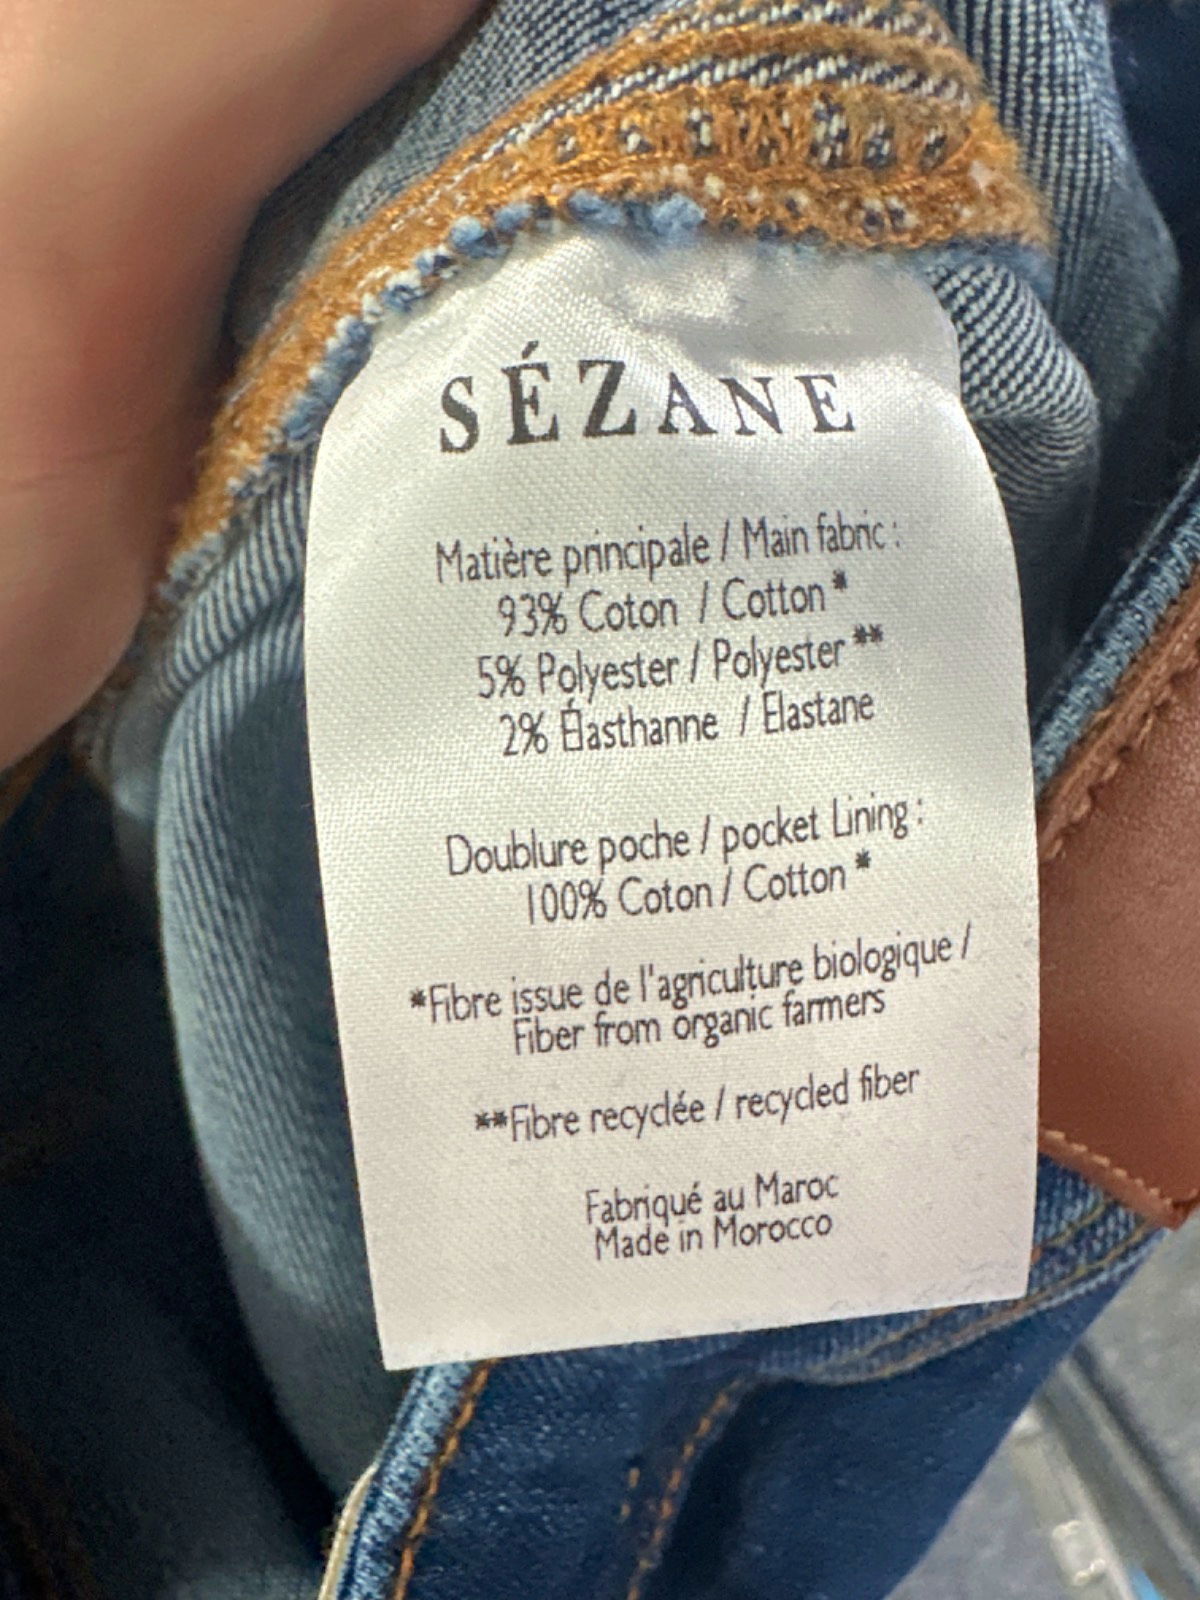 SÉZANE
Matière principale / Main fabric :
93% Coton / Cotton*
5% Polyester / Polyester**
2% Élasthanne / Elastane
Doublure poche / pocket Lining :
100% Coton / Cotton*
*Fibre issue de l'agriculture biologique /
Fiber from organic farmers
**Fibre recyclée / recycled fiber
Fabriqué au Maroc
Made in Morocco